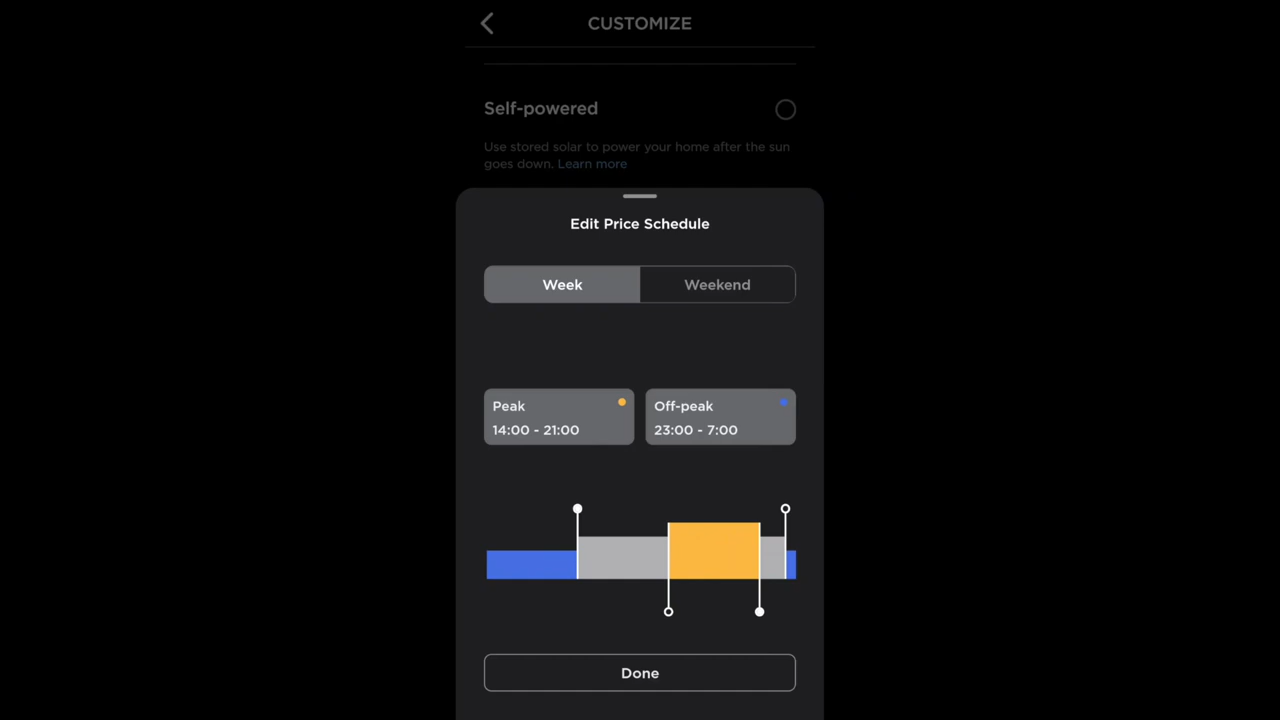 CUSTOMIZE
Self-powered
Use stored solar to power your home after the sun
goes down. Learn more
Edit Price Schedule
Week
Weekend
Peak
14:00 - 21:00
Off-peak
23:00 - 7:00
Done